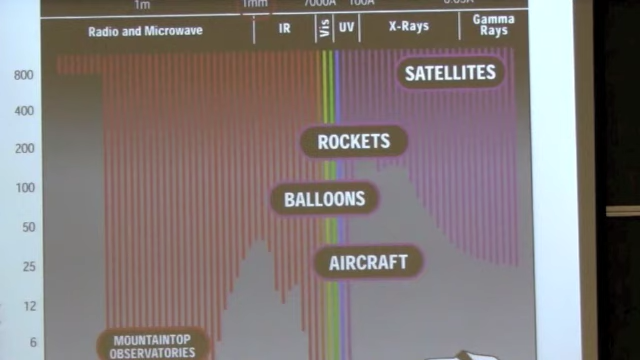 1m 1mm 7000A 100A
Radio and Microwave IR Vis UV X-Rays Gamma Rays
800
SATELLITES
400
ROCKETS
200
100
BALLOONS
50
AIRCRAFT
25
12
6
MOUNTAINTOP
OBSERVATORIES